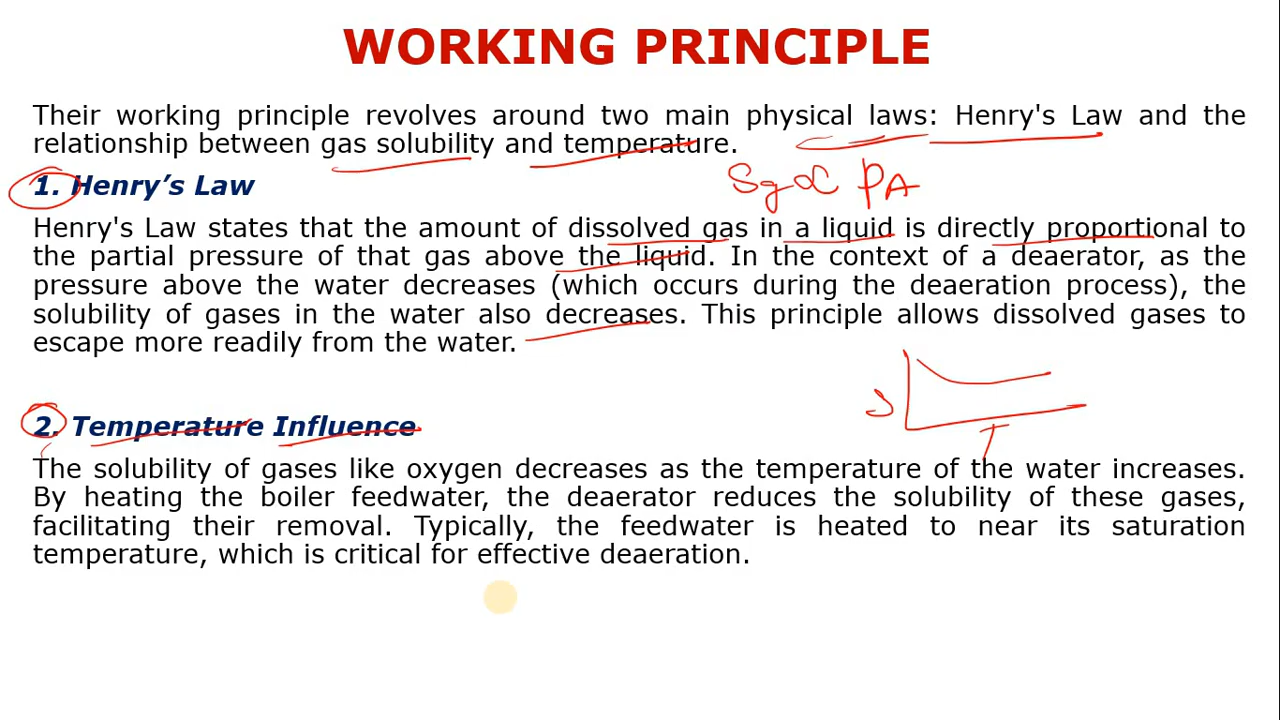 WORKING PRINCIPLE
Their working principle revolves around two main physical laws: Henry's Law and the
relationship between gas solubility and temperature.
Sg ∝ PA
1. Henry’s Law
Henry's Law states that the amount of dissolved gas in a liquid is directly proportional to
the partial pressure of that gas above the liquid. In the context of a deaerator, as the
pressure above the water decreases (which occurs during the deaeration process), the
solubility of gases in the water also decreases. This principle allows dissolved gases to
escape more readily from the water.
S
T
2. Temperature Influence
The solubility of gases like oxygen decreases as the temperature of the water increases.
By heating the boiler feedwater, the deaerator reduces the solubility of these gases,
facilitating their removal. Typically, the feedwater is heated to near its saturation
temperature, which is critical for effective deaeration.